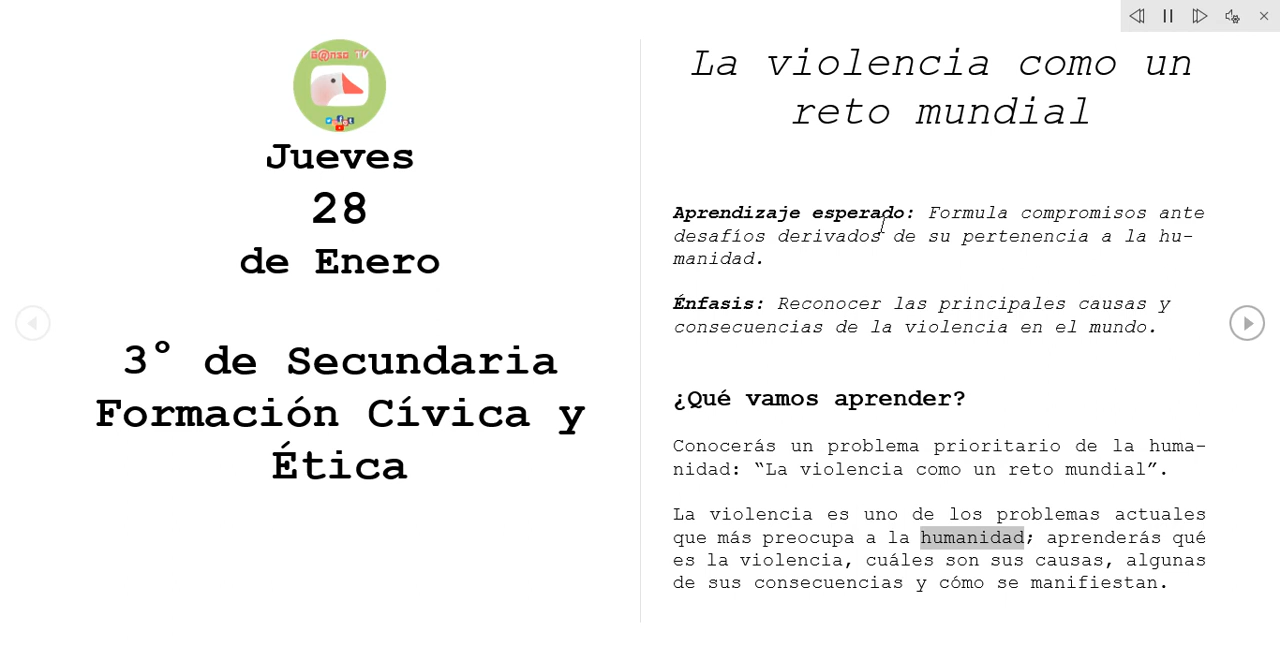 G@nso TV
Jueves
28
de Enero
3° de Secundaria
Formación Cívica y
Ética
La violencia como un
reto mundial
Aprendizaje esperado: Formula compromisos ante
desafíos derivados de su pertenencia a la hu-
manidad.
Énfasis: Reconocer las principales causas y
consecuencias de la violencia en el mundo.
¿Qué vamos aprender?
Conocerás un problema prioritario de la huma-
nidad: “La violencia como un reto mundial”.
La violencia es uno de los problemas actuales
que más preocupa a la humanidad; aprenderás qué
es la violencia, cuáles son sus causas, algunas
de sus consecuencias y cómo se manifiestan.